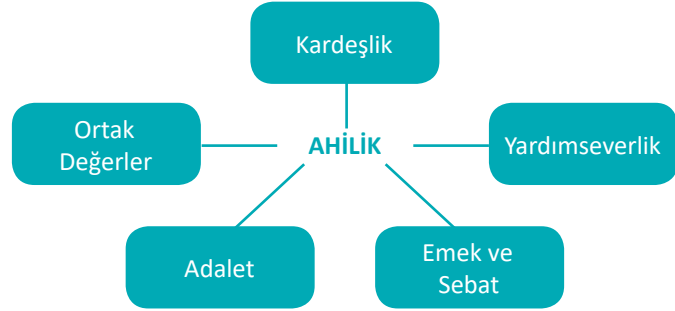 Kardeşlik
Ortak
Değerler
AHİLİK
Yardımseverlik
Adalet
Emek ve
Sebat